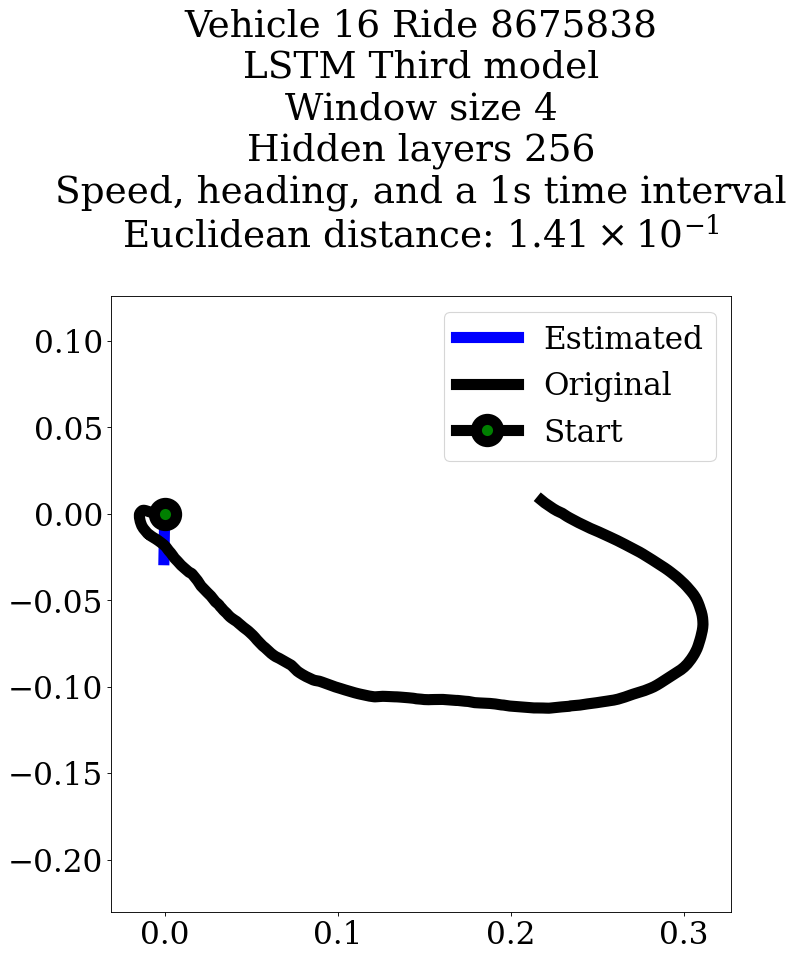 Vehicle 16 Ride 8675838
LSTM Third model
Window size 4
Hidden layers 256
Speed, heading, and a 1s time interval
Euclidean distance: 1.41 × 10⁻¹
Estimated
Original
Start
0.10
0.05
0.00
−0.05
−0.10
−0.15
−0.20
0.0 0.1 0.2 0.3